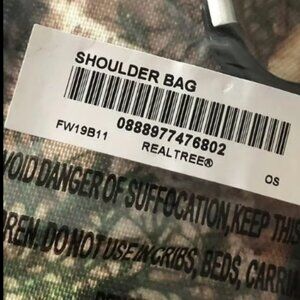 SHOULDER BAG
0888977476802
FW19B11
REALTREE®
OS
VOID DANGER OF SUFFOCATION, KEEP THIS
DREN. DO NOT USE IN CRIBS, BEDS, CARRI